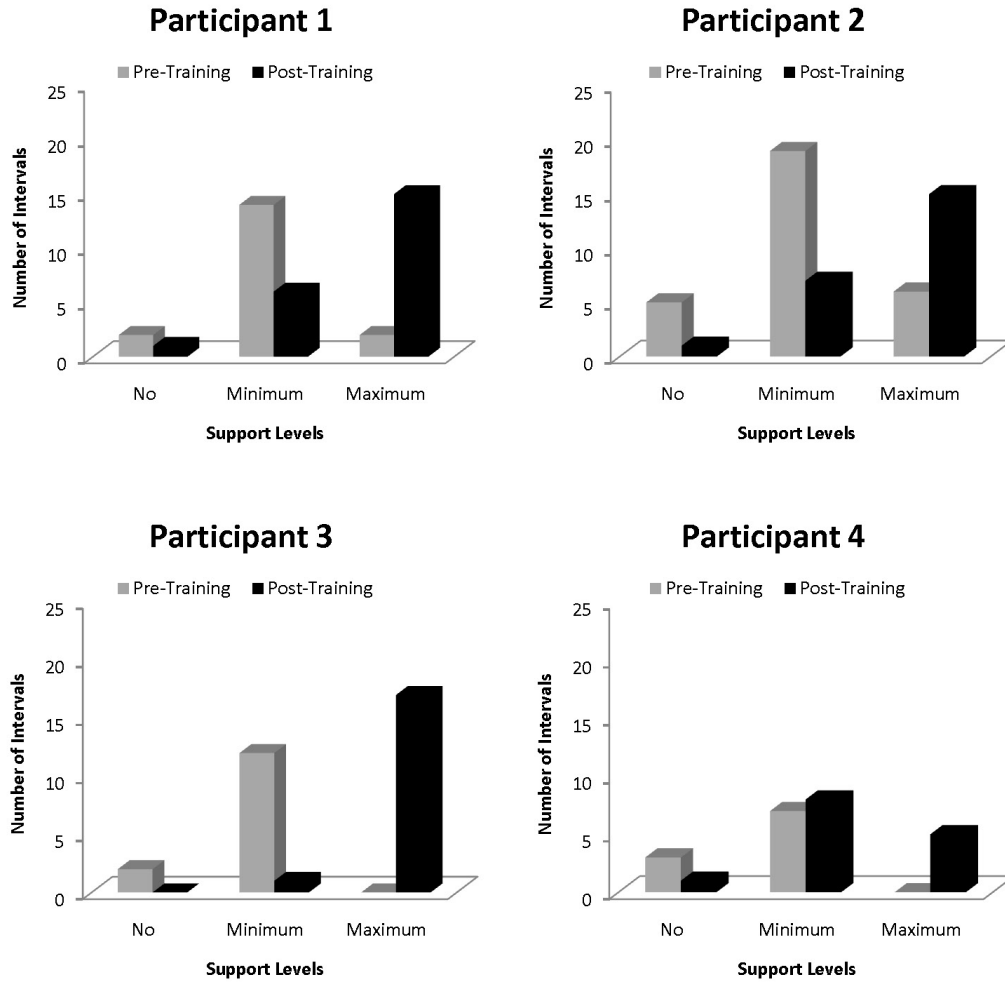 Participant 1
Pre-Training Post-Training
25
20
15
10
5
0
Number of Intervals
No Minimum Maximum
Support Levels
Participant 2
Pre-Training Post-Training
25
20
15
10
5
0
Number of Intervals
No Minimum Maximum
Support Levels
Participant 3
Pre-Training Post-Training
25
20
15
10
5
0
Number of Intervals
No Minimum Maximum
Support Levels
Participant 4
Pre-Training Post-Training
25
20
15
10
5
0
Number of Intervals
No Minimum Maximum
Support Levels